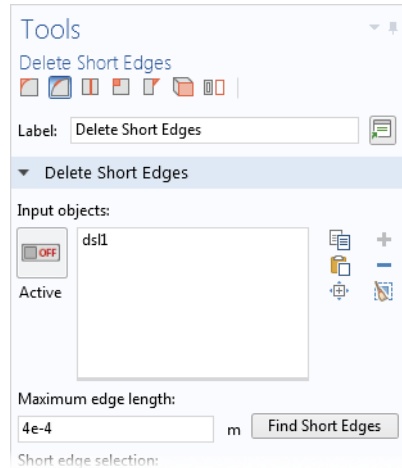 Tools
Delete Short Edges
Label: Delete Short Edges
Delete Short Edges
Input objects:
dsl1
OFF
Active
Maximum edge length:
4e-4 m Find Short Edges
Short edge selection: